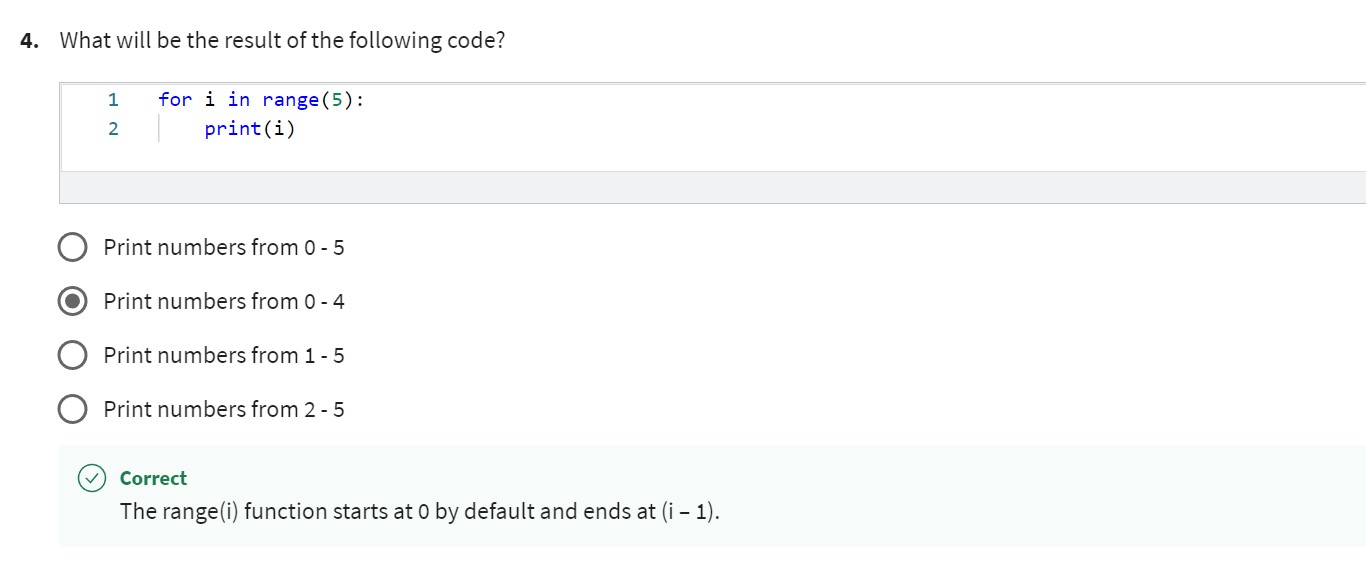 4. What will be the result of the following code?
1 for i in range(5):
2 print(i)
Print numbers from 0 - 5
Print numbers from 0 - 4
Print numbers from 1 - 5
Print numbers from 2 - 5
Correct
The range(i) function starts at 0 by default and ends at (i – 1).